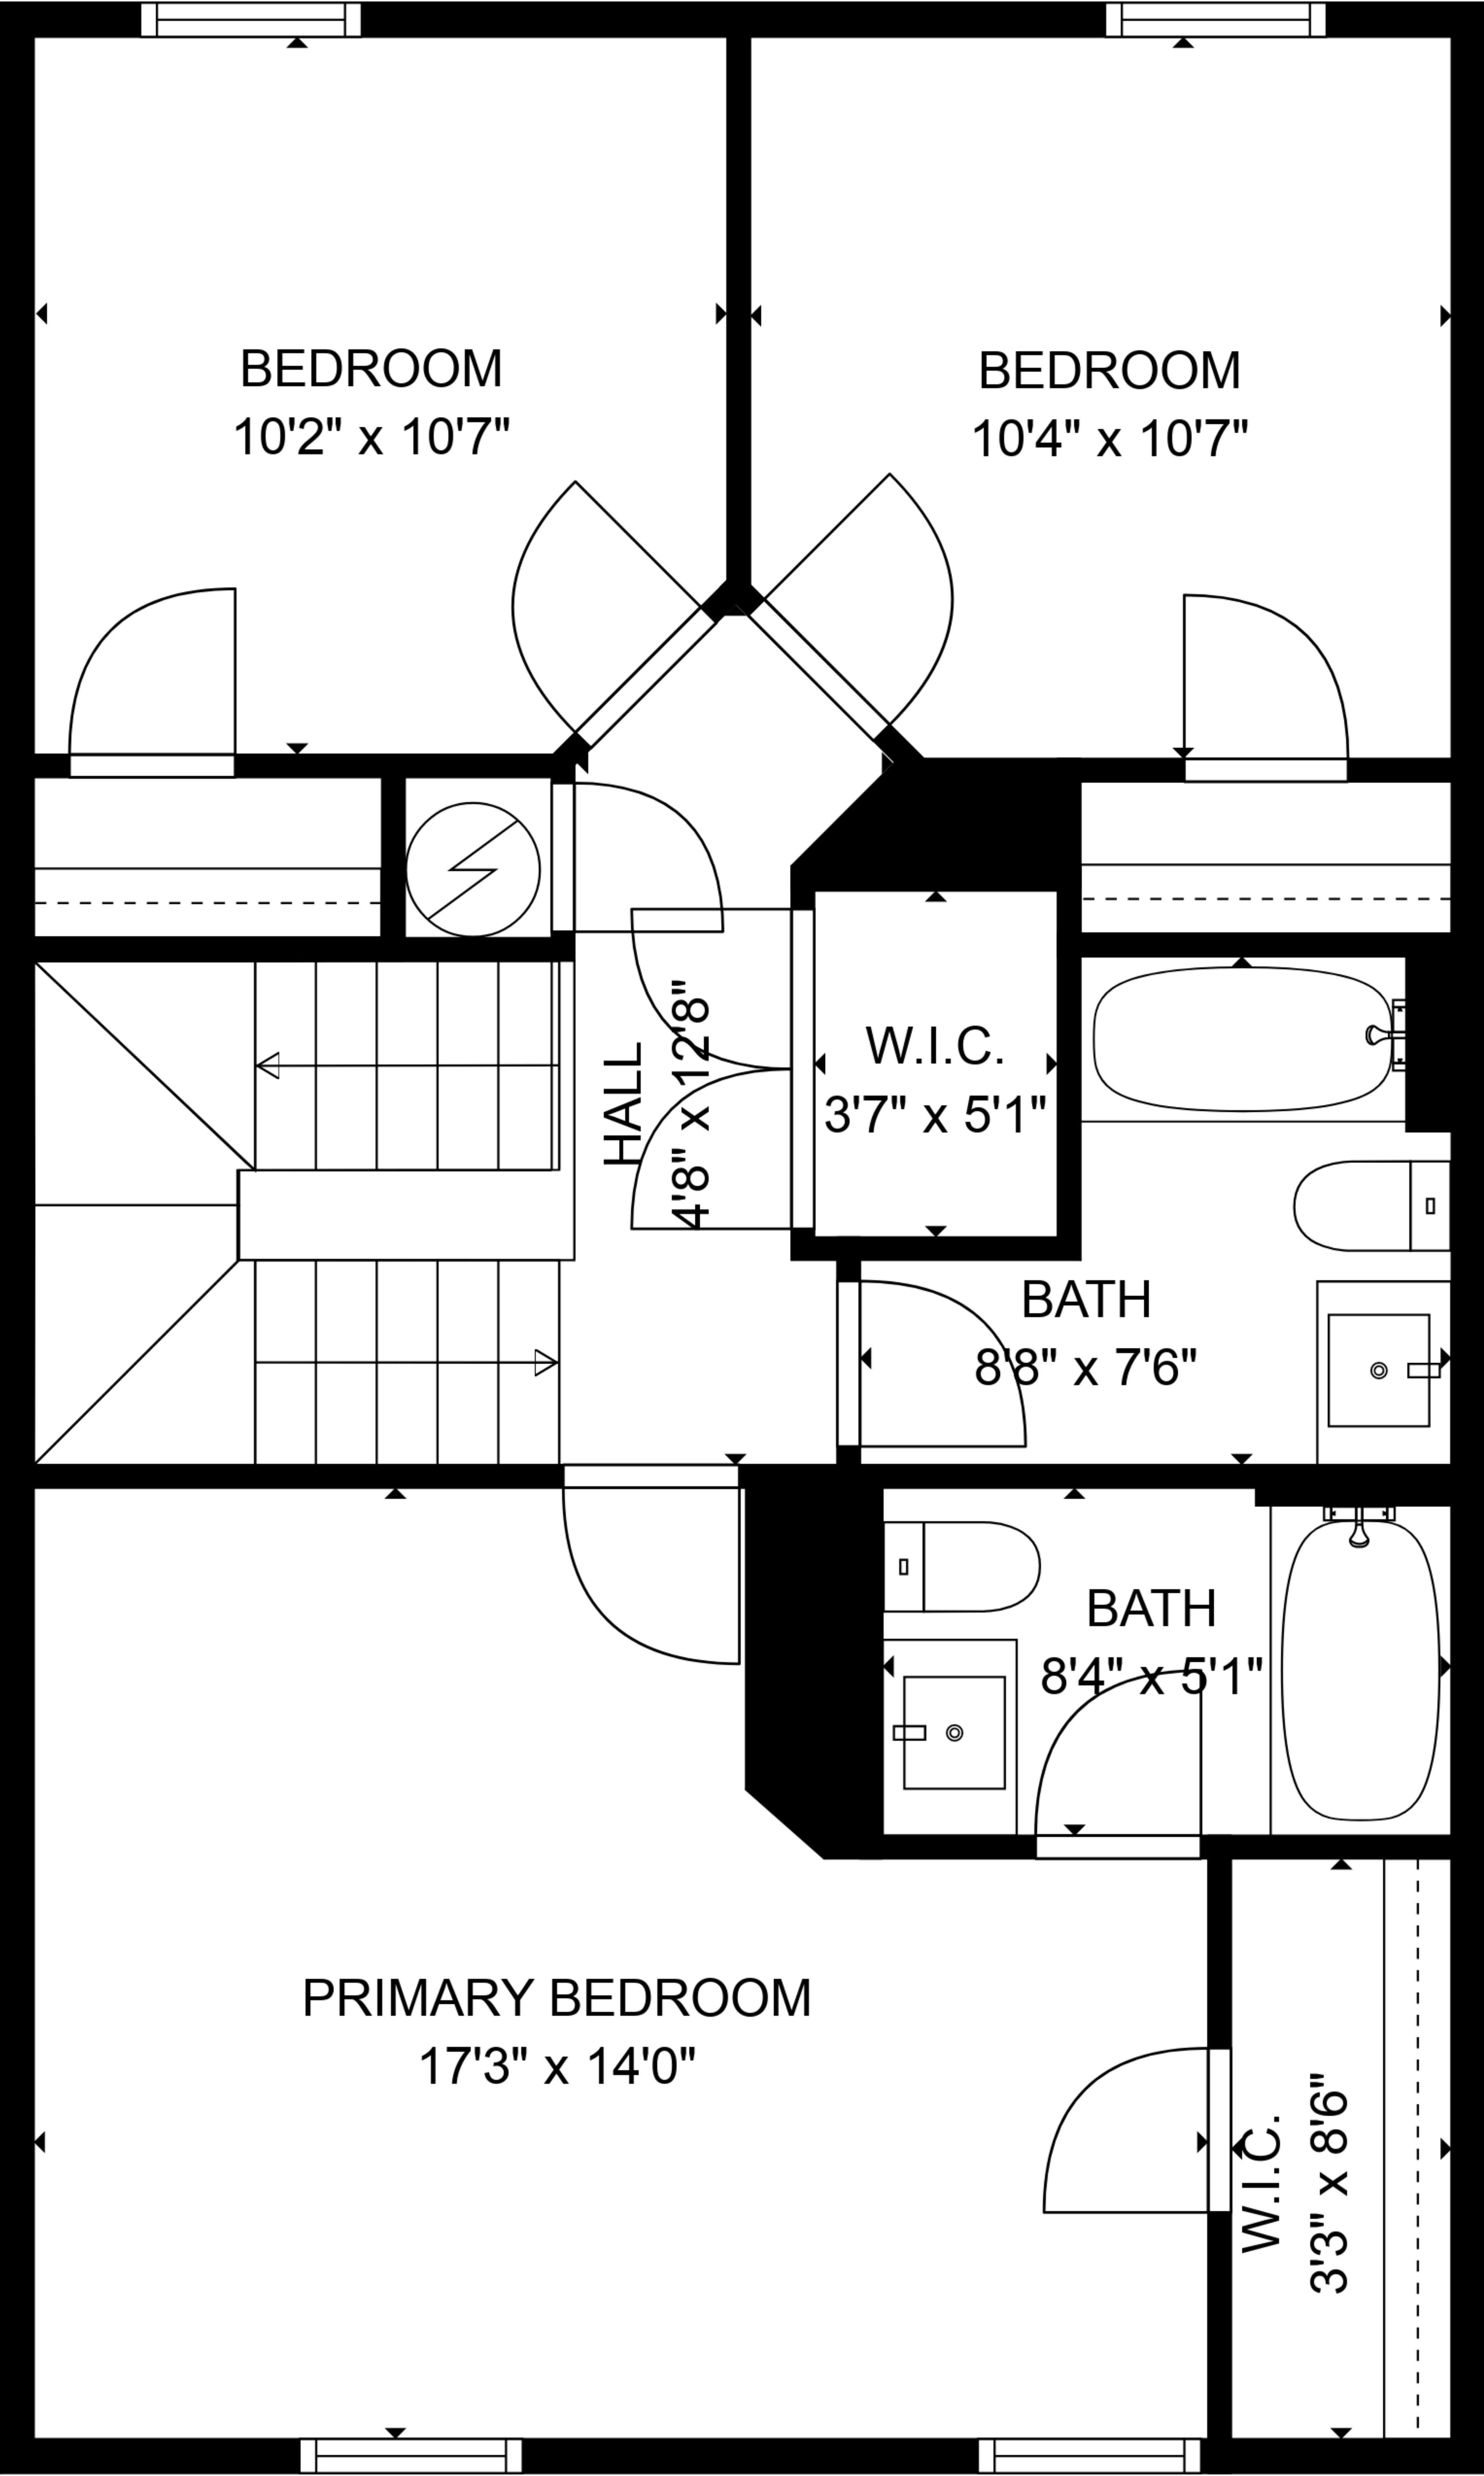 BEDROOM
10'2" x 10'7"
BEDROOM
10'4" x 10'7"
HALL
4'8" x 12'8"
W.I.C.
3'7" x 5'1"
BATH
8'8" x 7'6"
BATH
8'4" x 5'1"
PRIMARY BEDROOM
17'3" x 14'0"
W.I.C.
3'3" x 8'6"